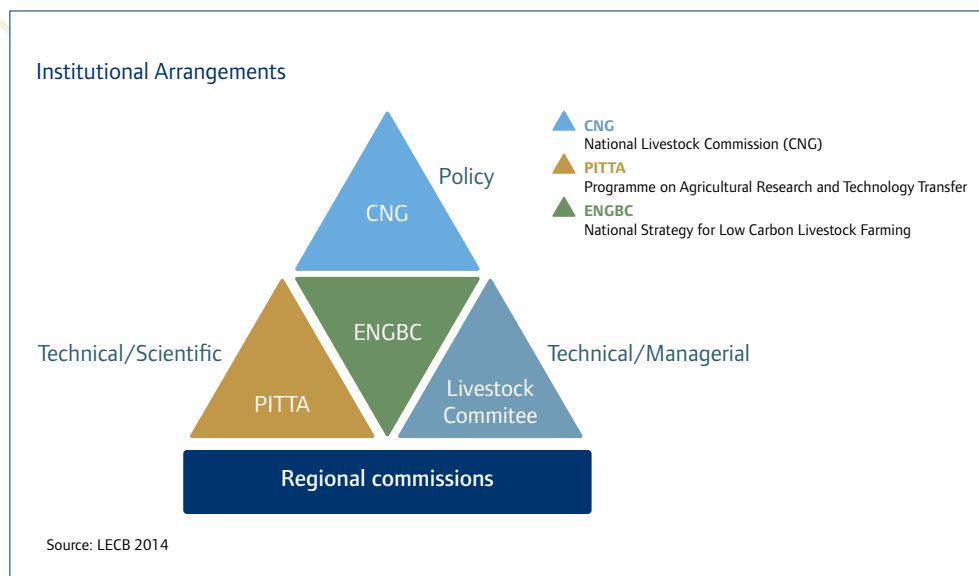 Institutional Arrangements
CNG
National Livestock Commission (CNG)
PITTA
Programme on Agricultural Research and Technology Transfer
ENGBC
National Strategy for Low Carbon Livestock Farming
Policy
CNG
Technical/Scientific
ENGBC
Technical/Managerial
PITTA
Livestock
Commitee
Regional commissions
Source: LECB 2014